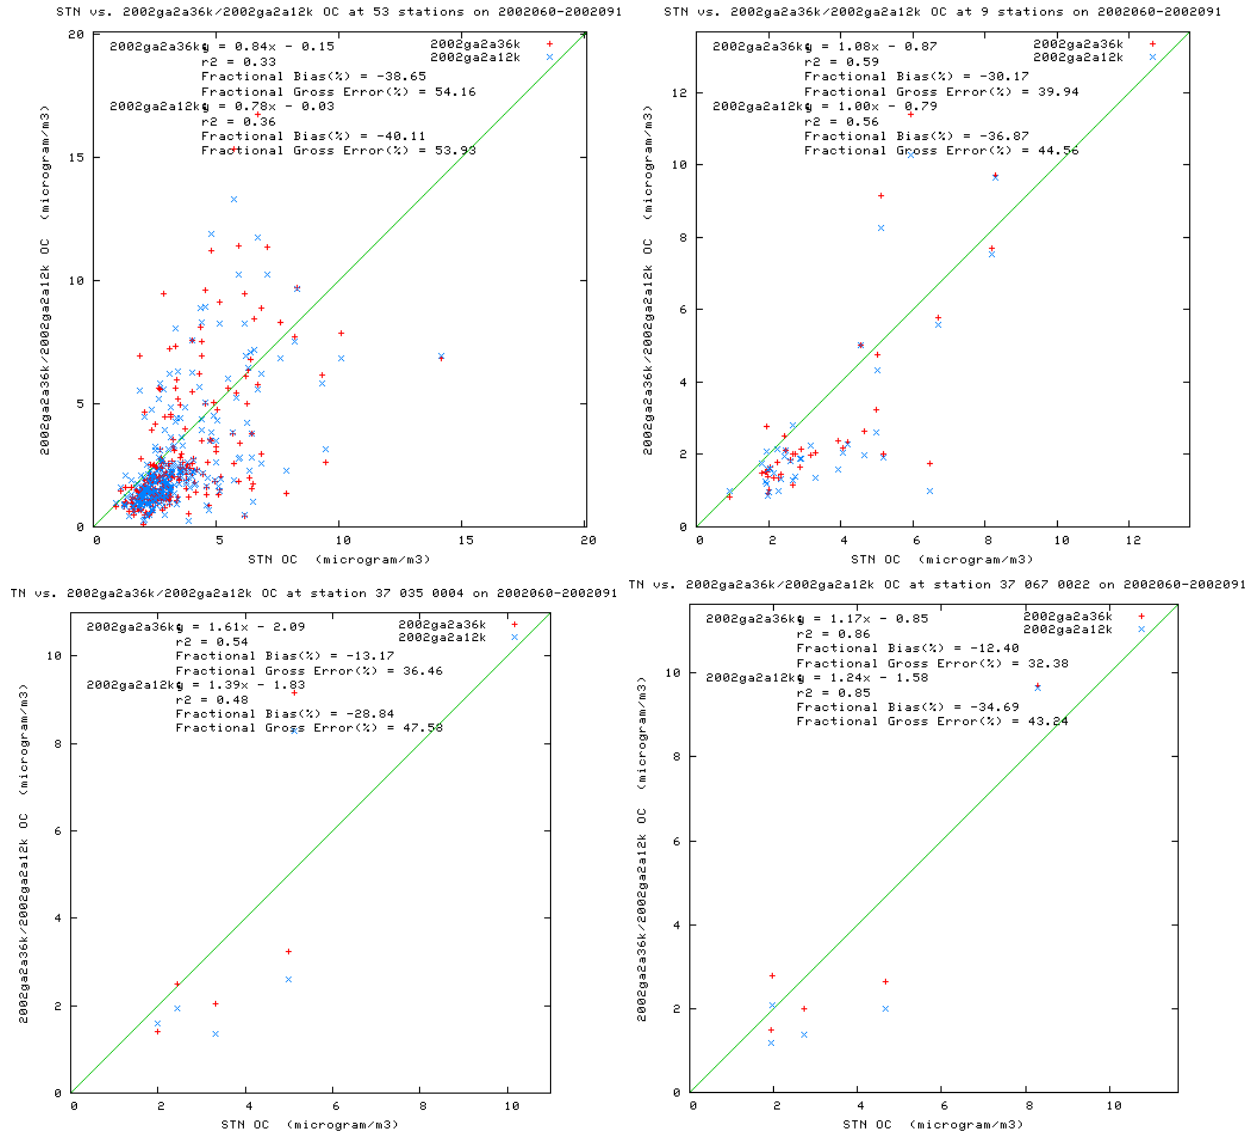 STN vs. 2002ga2a36k/2002ga2a12k OC at 53 stations on 2002060-2002091
2002ga2a36k
y = 0.84x - 0.15
r2 = 0.33
Fractional Bias(%) = -38.65
Fractional Gross Error(%) = 54.16
2002ga2a12k
y = 0.78x - 0.03
r2 = 0.36
Fractional Bias(%) = -40.11
Fractional Gross Error(%) = 53.93
2002ga2a36k
2002ga2a12k
20
15
10
5
0
0 5 10 15 20
2002ga2a36k/2002ga2a12k OC (microgram/m3)
STN OC (microgram/m3)
STN vs. 2002ga2a36k/2002ga2a12k OC at 9 stations on 2002060-2002091
2002ga2a36k
y = 1.08x - 0.87
r2 = 0.59
Fractional Bias(%) = -30.17
Fractional Gross Error(%) = 39.94
2002ga2a12k
y = 1.00x - 0.79
r2 = 0.56
Fractional Bias(%) = -36.87
Fractional Gross Error(%) = 44.56
2002ga2a36k
2002ga2a12k
12
10
8
6
4
2
0
0 2 4 6 8 10 12
2002ga2a36k/2002ga2a12k OC (microgram/m3)
STN OC (microgram/m3)
TN vs. 2002ga2a36k/2002ga2a12k OC at station 37 035 0004 on 2002060-2002091
2002ga2a36k
y = 1.61x - 2.09
r2 = 0.54
Fractional Bias(%) = -13.17
Fractional Gross Error(%) = 36.46
2002ga2a12k
y = 1.39x - 1.83
r2 = 0.48
Fractional Bias(%) = -28.84
Fractional Gross Error(%) = 47.58
2002ga2a36k
2002ga2a12k
10
8
6
4
2
0
0 2 4 6 8 10
2002ga2a36k/2002ga2a12k OC (microgram/m3)
STN OC (microgram/m3)
TN vs. 2002ga2a36k/2002ga2a12k OC at station 37 067 0022 on 2002060-2002091
2002ga2a36k
y = 1.17x - 0.85
r2 = 0.86
Fractional Bias(%) = -12.40
Fractional Gross Error(%) = 32.38
2002ga2a12k
y = 1.24x - 1.58
r2 = 0.85
Fractional Bias(%) = -34.69
Fractional Gross Error(%) = 43.24
2002ga2a36k
2002ga2a12k
10
8
6
4
2
0
0 2 4 6 8 10
2002ga2a36k/2002ga2a12k OC (microgram/m3)
STN OC (microgram/m3)